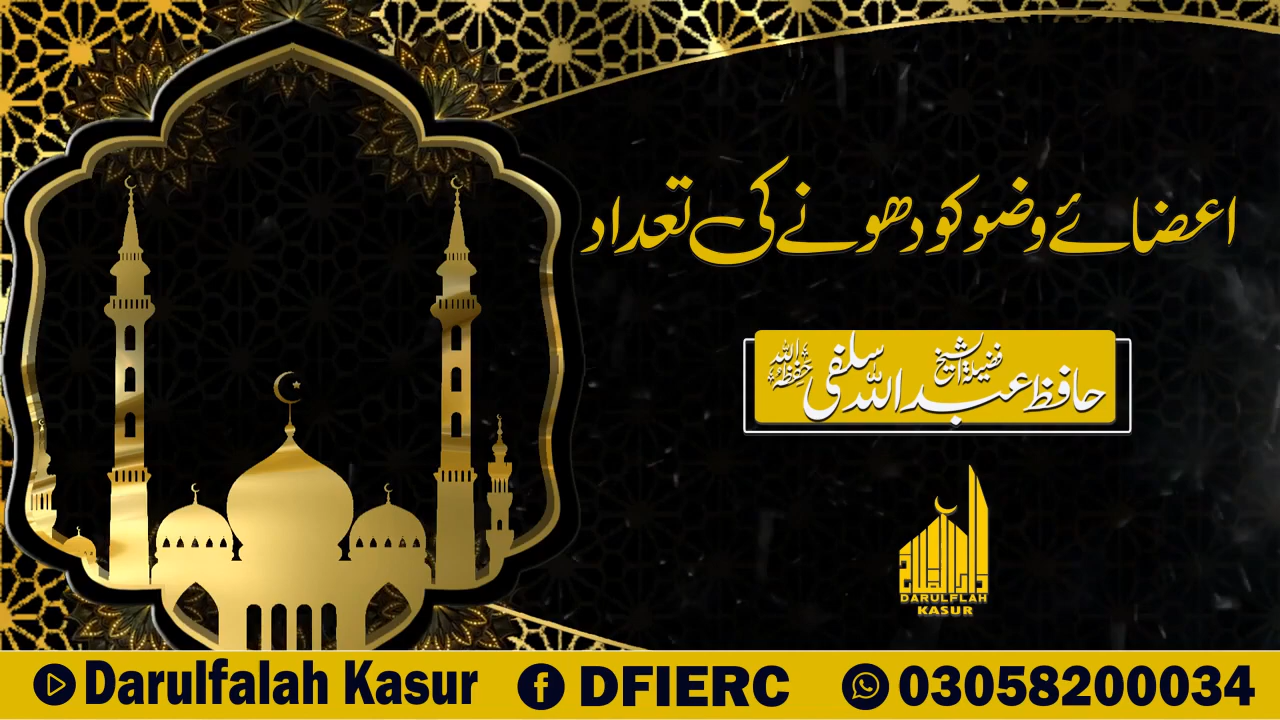 اعضائے وضو کو دھونے کی تعداد
فضیلۃ الشیخ
حافظ عبداللہ سلفی حفظہ اللہ
دارالفلاح
DARULFLAH
KASUR
Darulfalah Kasur
DFIERC
03058200034